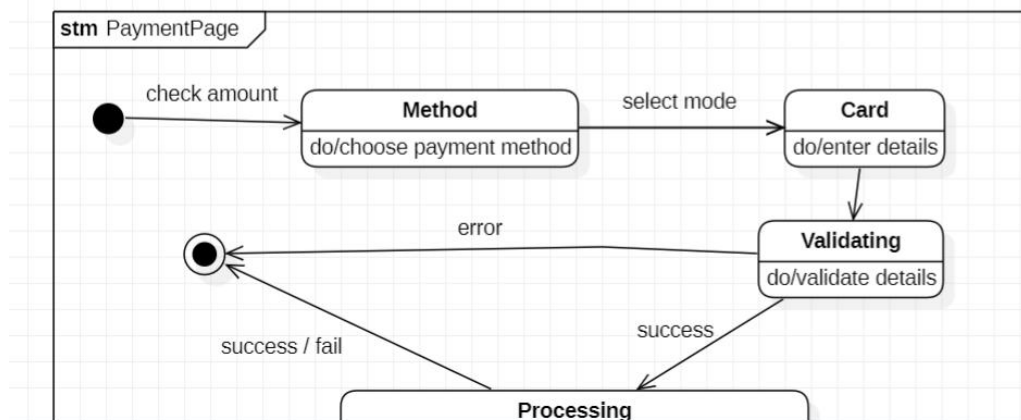 stm PaymentPage
check amount
Method
do/choose payment method
select mode
Card
do/enter details
error
Validating
do/validate details
success
success / fail
Processing